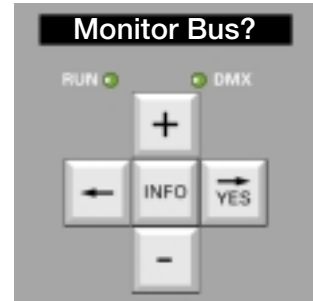 Monitor Bus?
RUN DMX
+
INFO YES
-